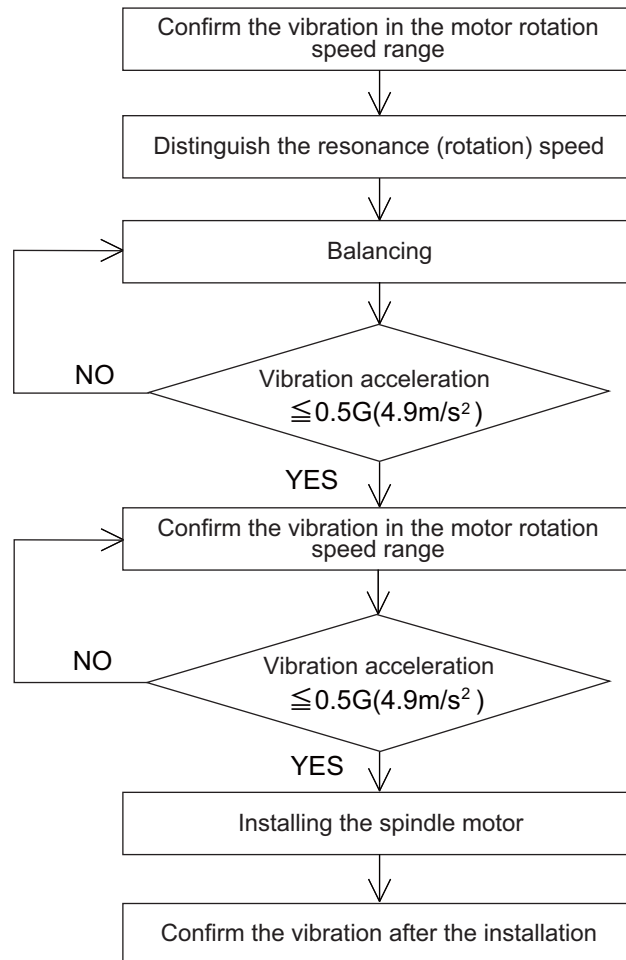 Confirm the vibration in the motor rotation
speed range
Distinguish the resonance (rotation) speed
Balancing
Vibration acceleration
≦0.5G(4.9m/s²)
NO
YES
Confirm the vibration in the motor rotation
speed range
Vibration acceleration
≦0.5G(4.9m/s²)
NO
YES
Installing the spindle motor
Confirm the vibration after the installation